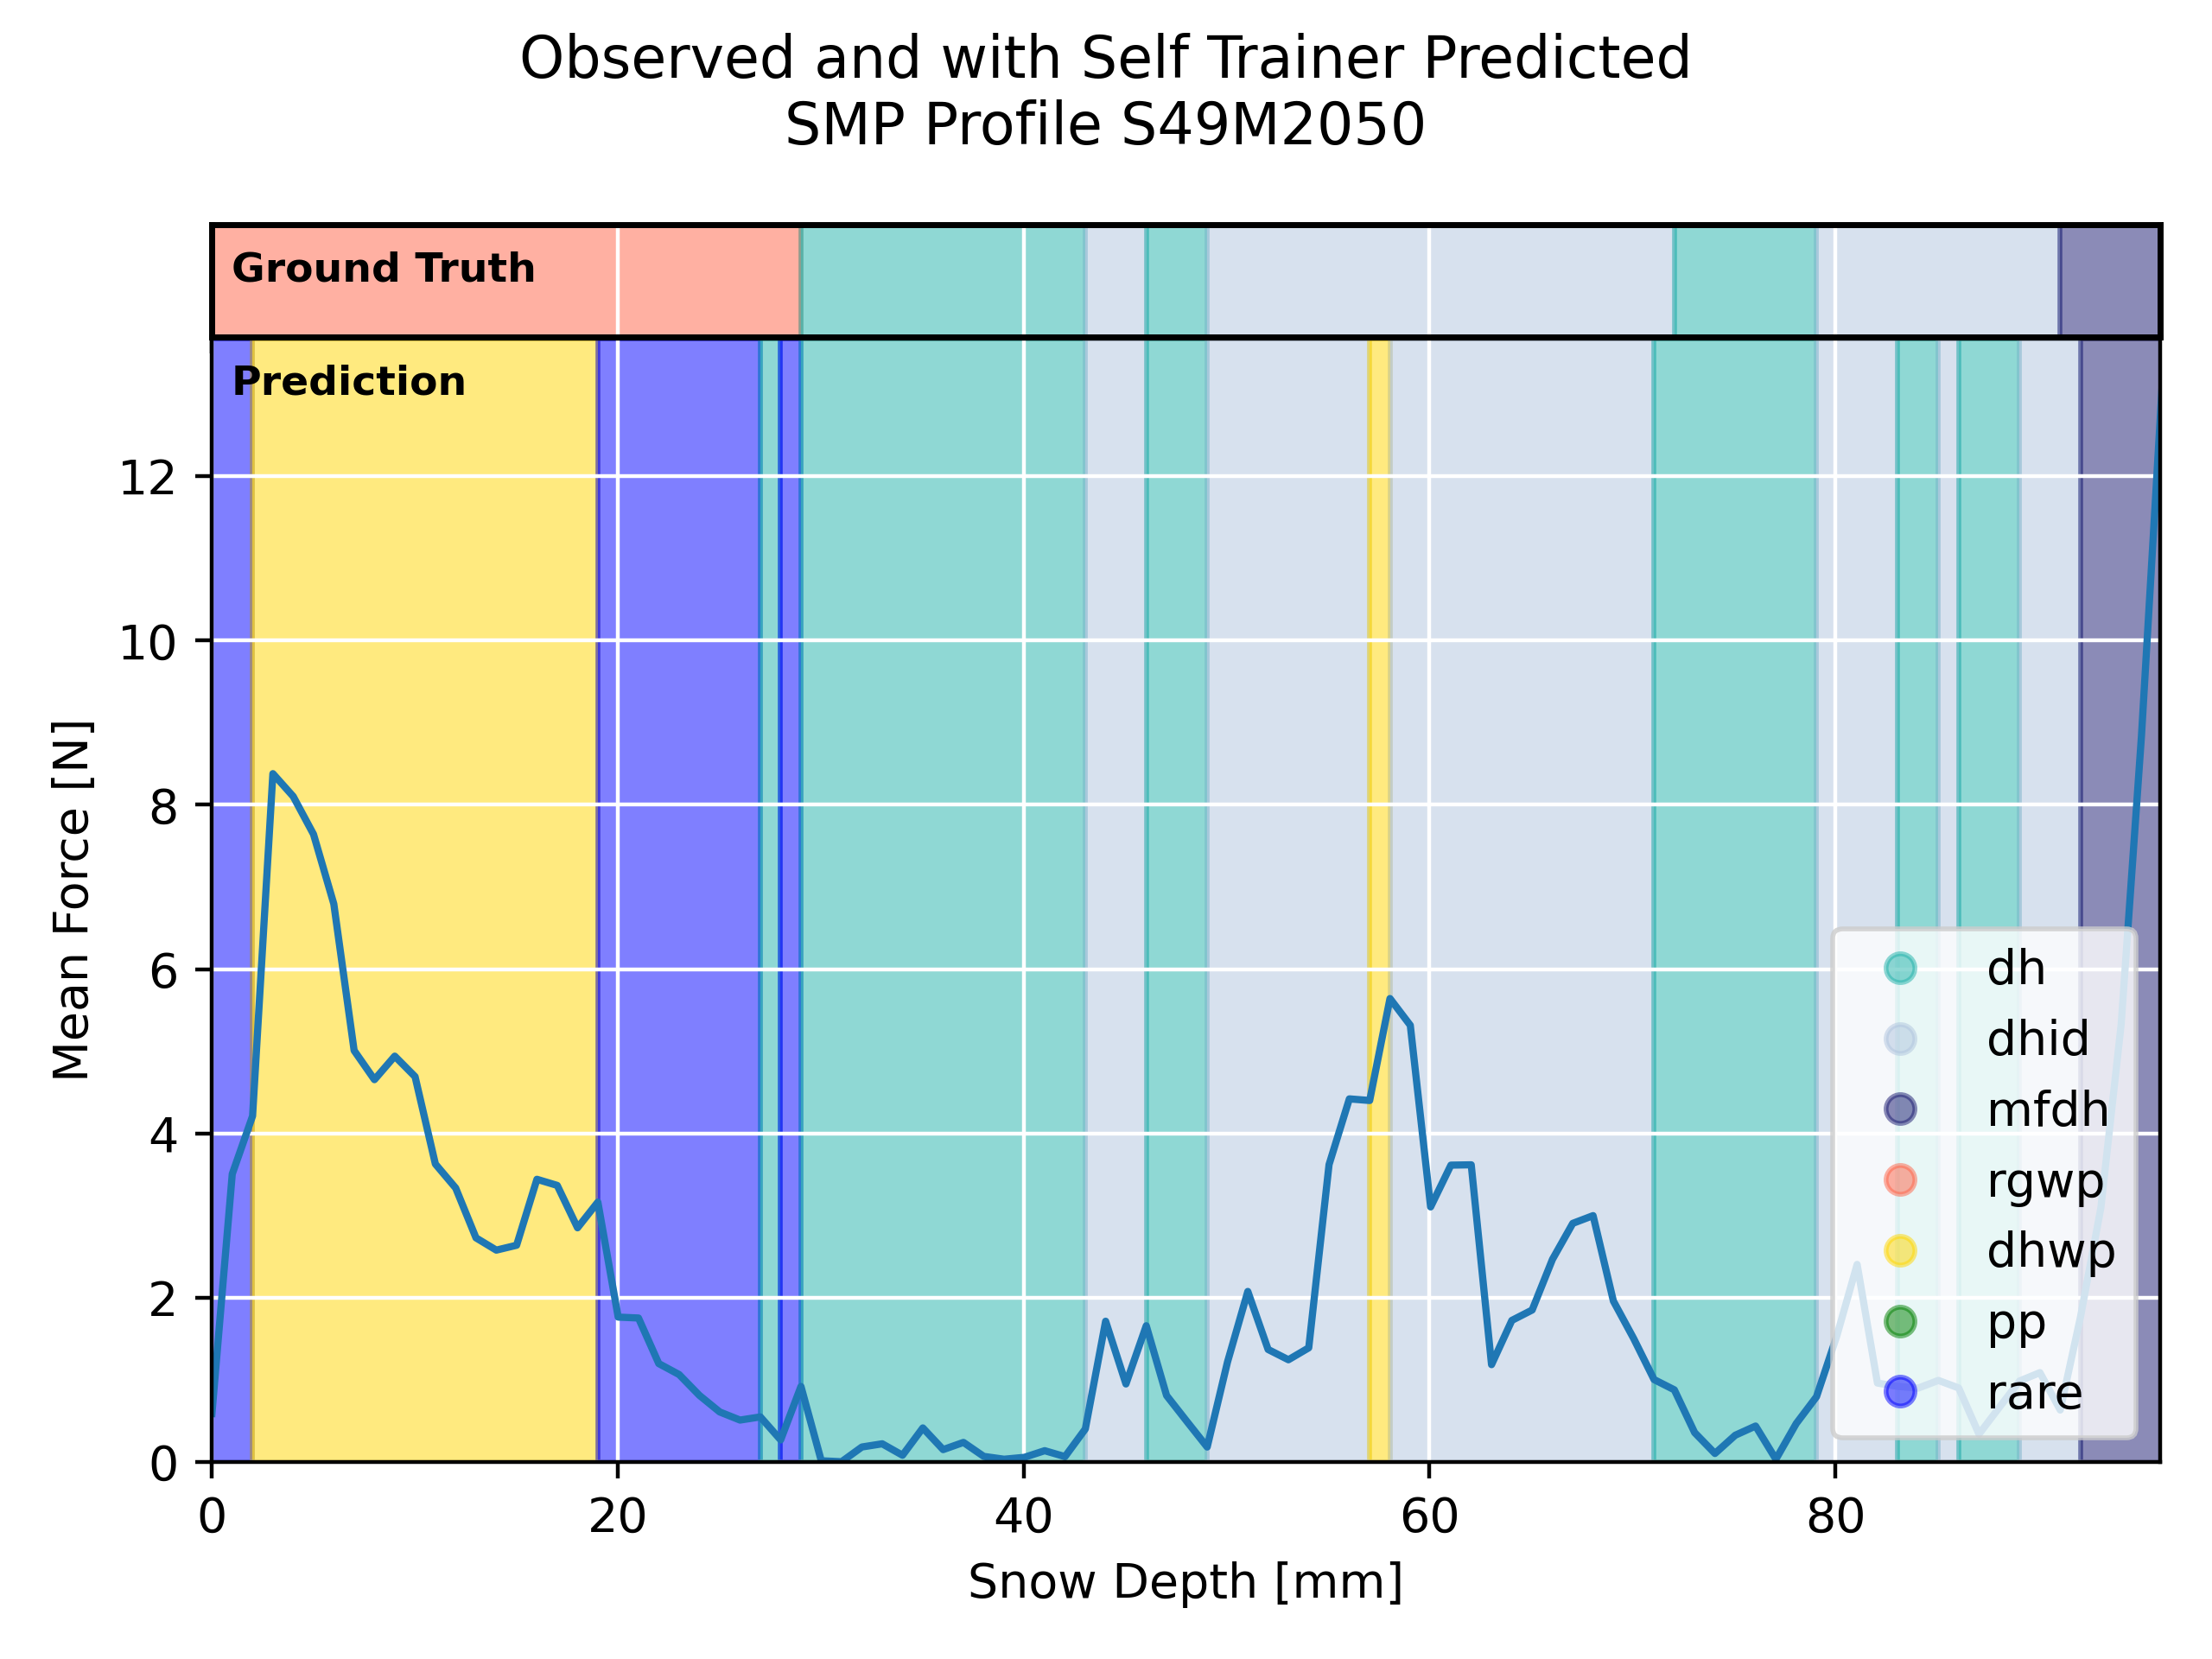 Observed and with Self Trainer Predicted
SMP Profile S49M2050
Ground Truth
Prediction
12
10
8
6
4
2
0
Mean Force [N]
dh
dhid
mfdh
rgwp
dhwp
pp
rare
0 20 40 60 80
Snow Depth [mm]